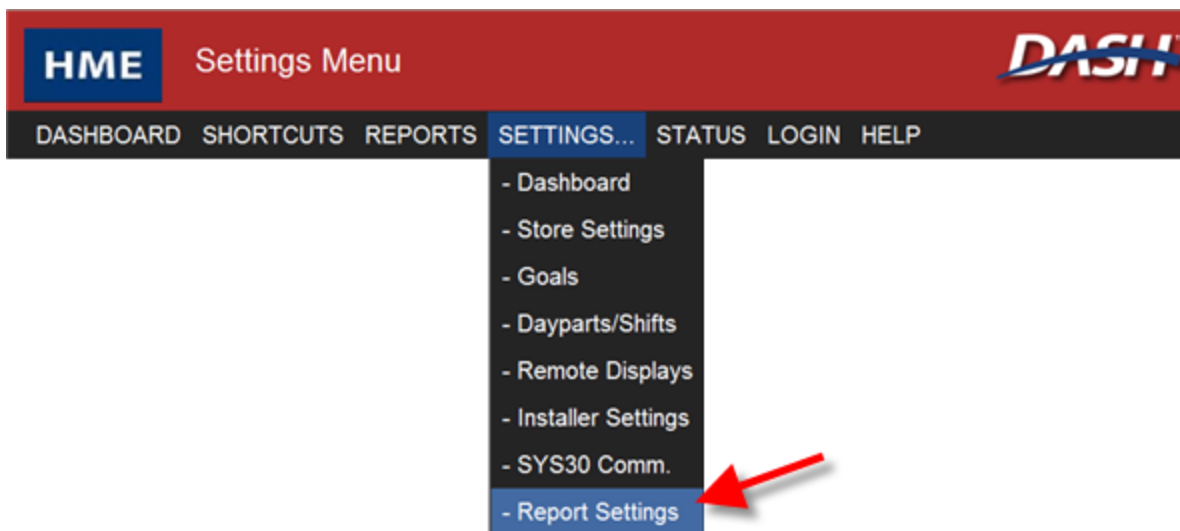 HME Settings Menu DASH
DASHBOARD SHORTCUTS REPORTS SETTINGS... STATUS LOGIN HELP
- Dashboard
- Store Settings
- Goals
- Dayparts/Shifts
- Remote Displays
- Installer Settings
- SYS30 Comm.
- Report Settings